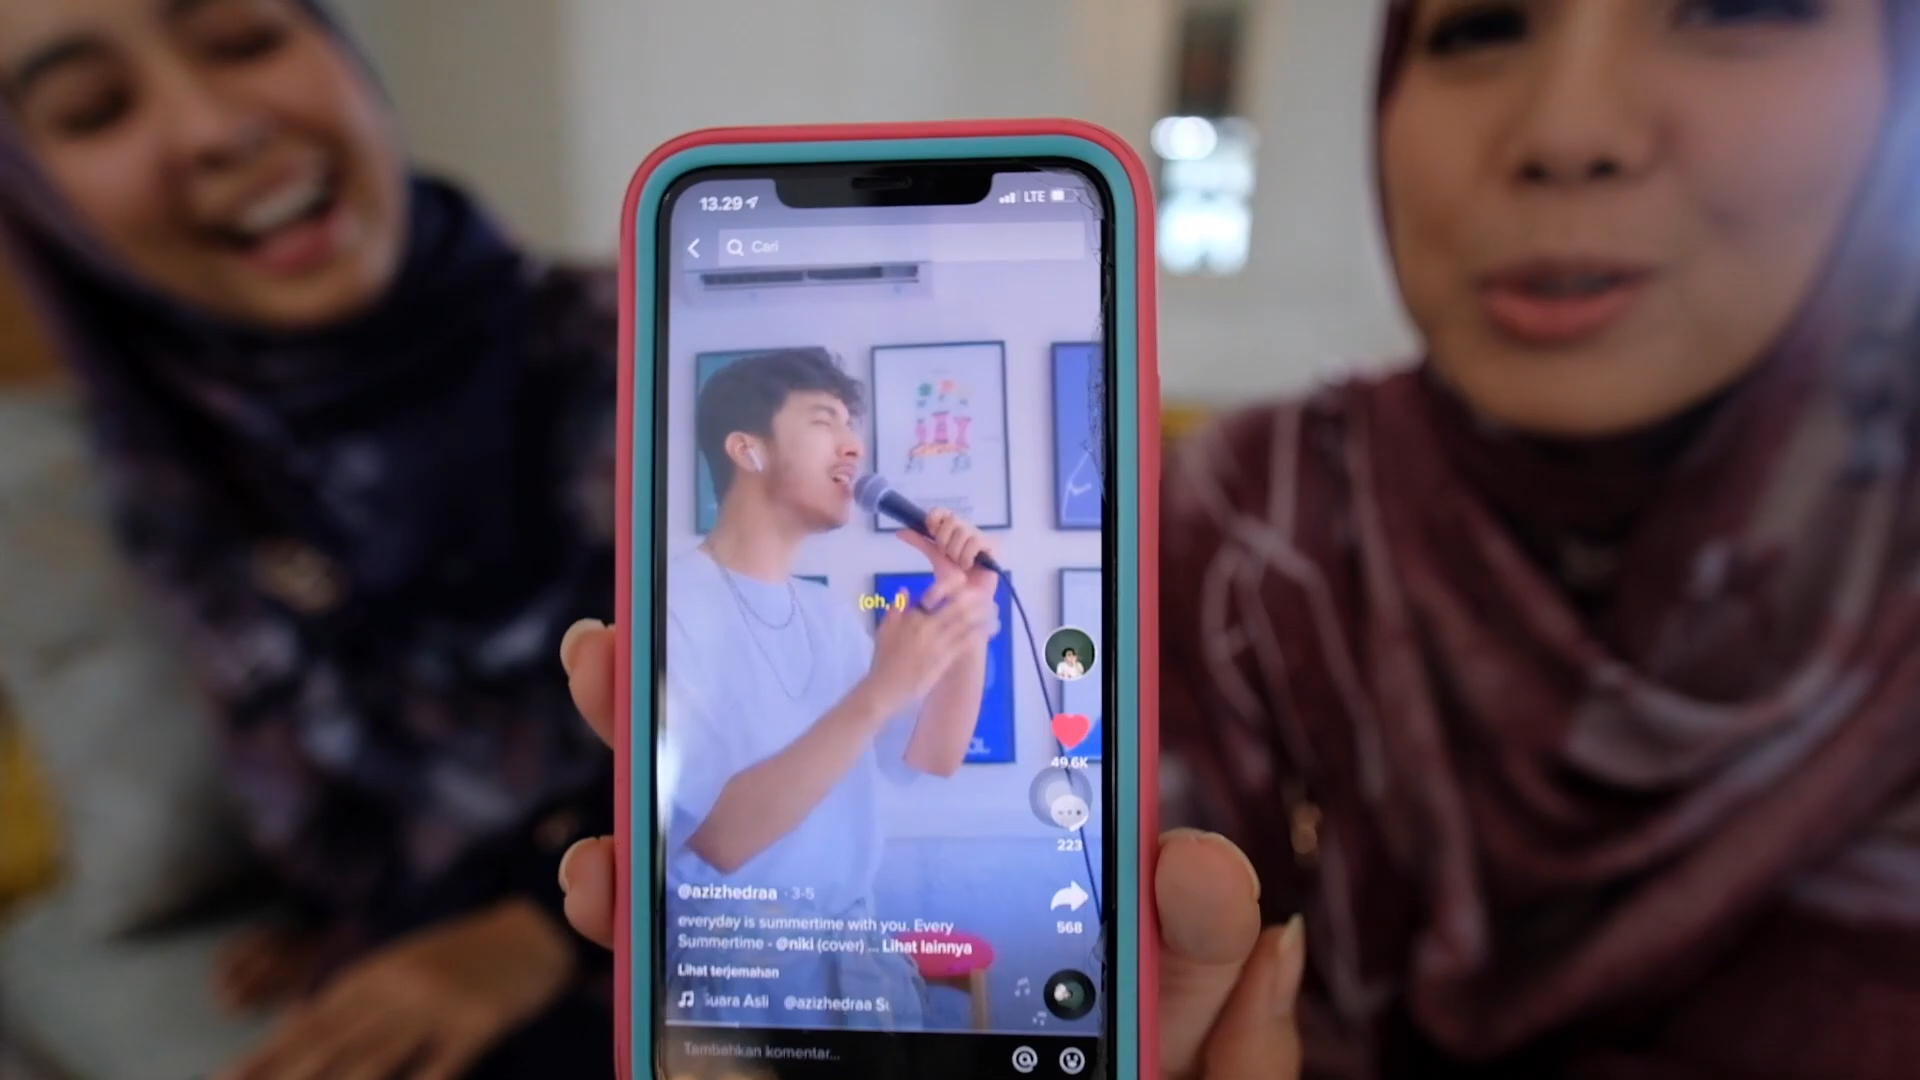 13.29
LTE
Cari
(oh, I)
49.6K
223
@azizhedraa · 3-5
everyday is summertime with you. Every
Summertime - @niki (cover) ... Lihat lainnya
568
Lihat terjemahan
Suara Asli @azizhedraa Su
Tambahkan komentar...